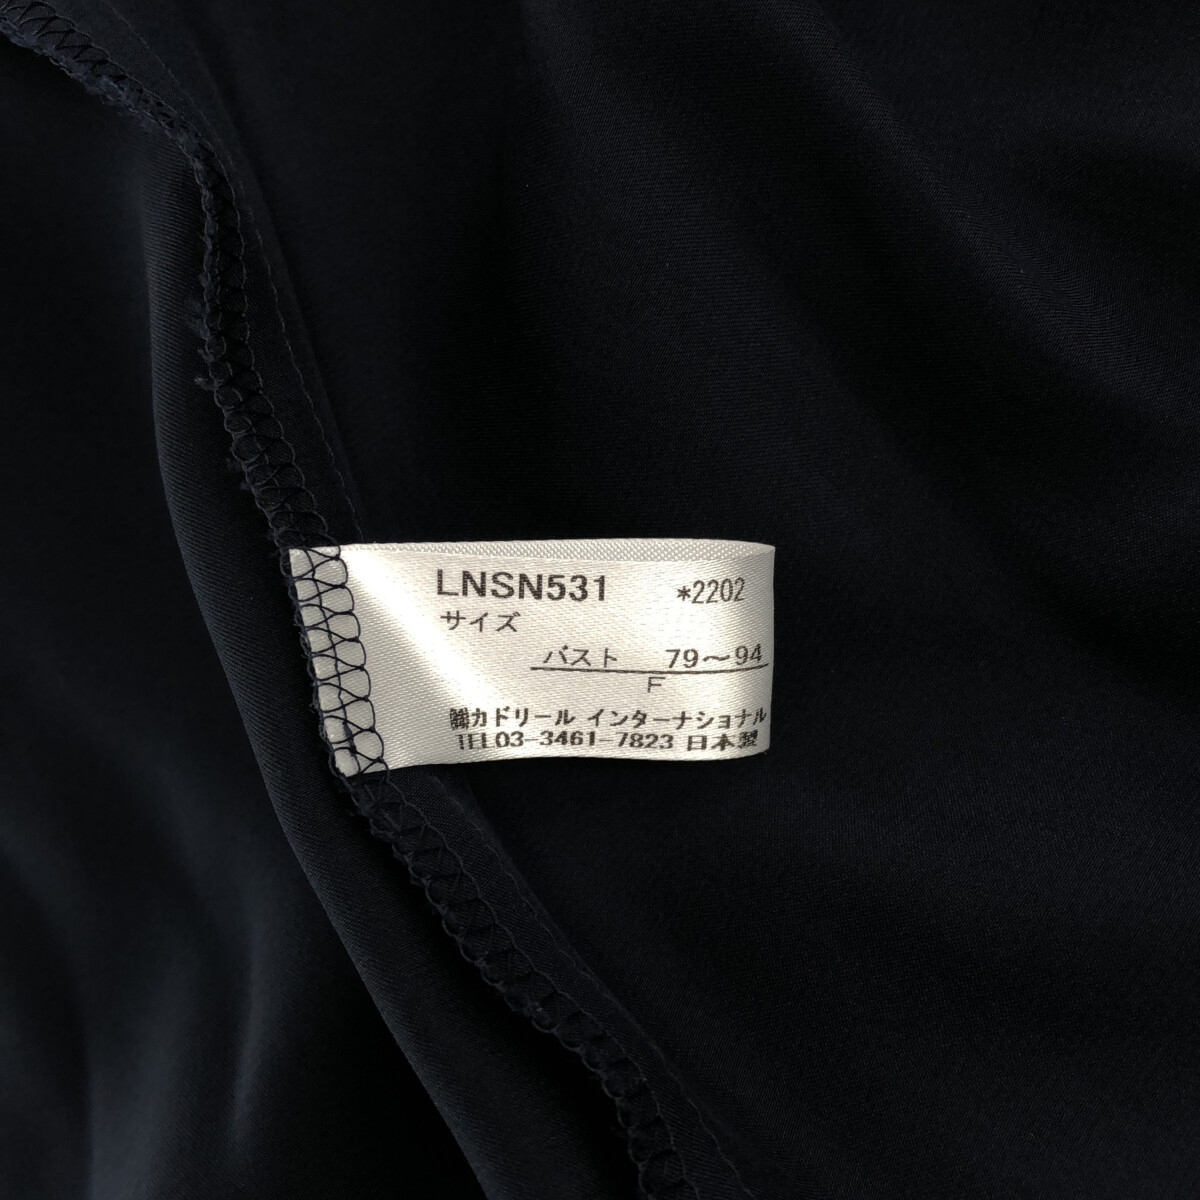 LNSN531 *2202
サイズ
バスト 79～94
F
㈱カドリール インターナショナル
TEL03-3461-7823 日本製